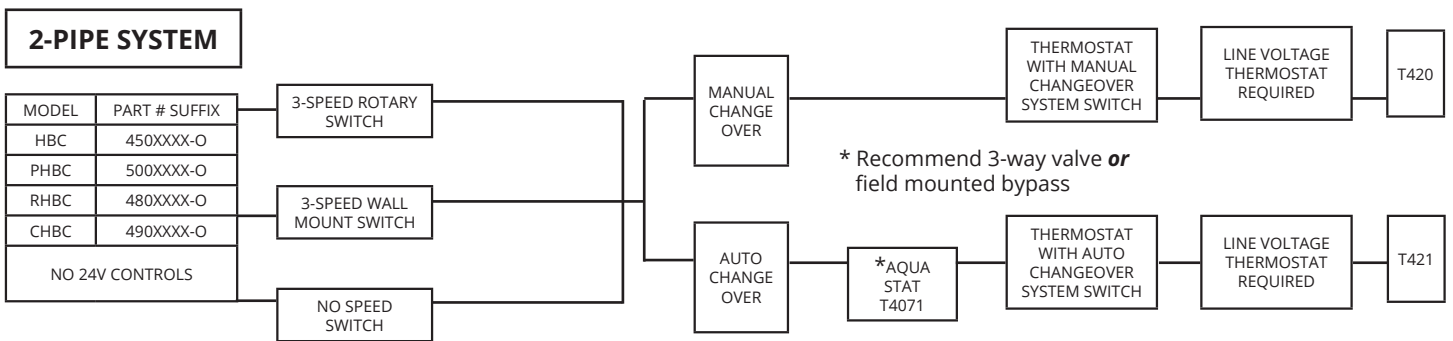 2-PIPE SYSTEM
MODEL PART # SUFFIX
HBC 450XXXX-O
PHBC 500XXXX-O
RHBC 480XXXX-O
CHBC 490XXXX-O
NO 24V CONTROLS
3-SPEED ROTARY
SWITCH
3-SPEED WALL
MOUNT SWITCH
NO SPEED
SWITCH
MANUAL
CHANGE
OVER
THERMOSTAT
WITH MANUAL
CHANGEOVER
SYSTEM SWITCH
LINE VOLTAGE
THERMOSTAT
REQUIRED
T420
* Recommend 3-way valve or
field mounted bypass
AUTO
CHANGE
OVER
*AQUA
STAT
T4071
THERMOSTAT
WITH AUTO
CHANGEOVER
SYSTEM SWITCH
LINE VOLTAGE
THERMOSTAT
REQUIRED
T421